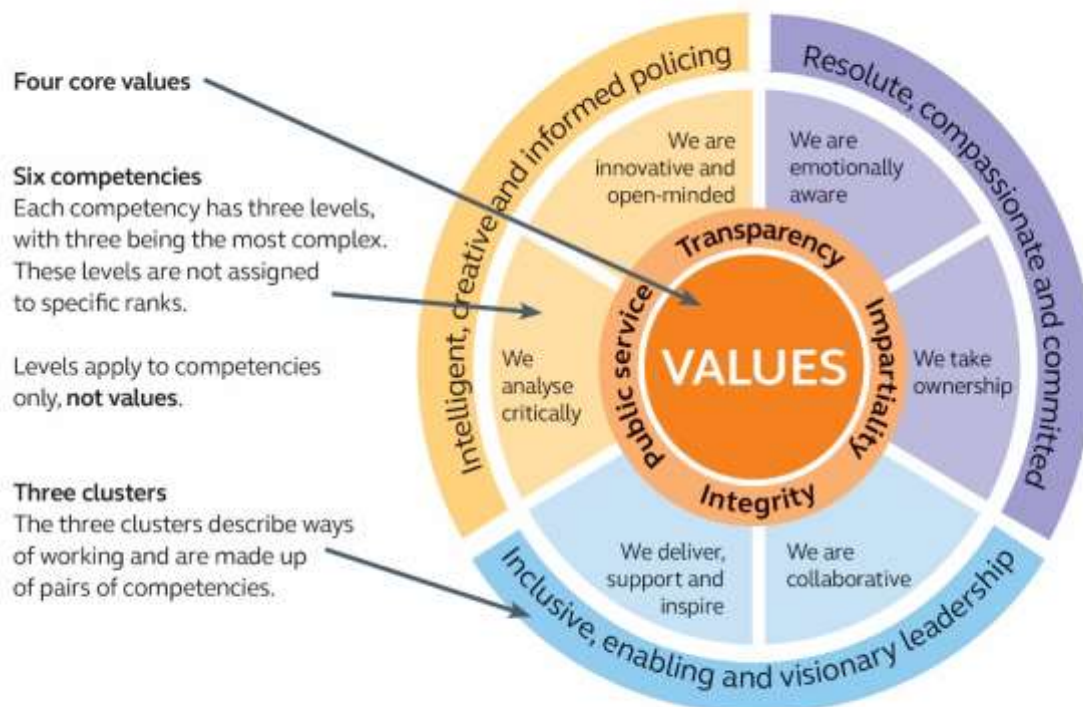 Four core values
Six competencies
Each competency has three levels,
with three being the most complex.
These levels are not assigned
to specific ranks.
Levels apply to competencies
only, not values.
Three clusters
The three clusters describe ways
of working and are made up
of pairs of competencies.
Intelligent, creative and informed policing
Resolute, compassionate and committed
Inclusive, enabling and visionary leadership
We are
innovative and
open-minded
We are
emotionally
aware
We
analyse
critically
We take
ownership
We deliver,
support and
inspire
We are
collaborative
Transparency
Impartiality
Integrity
Public service
VALUES